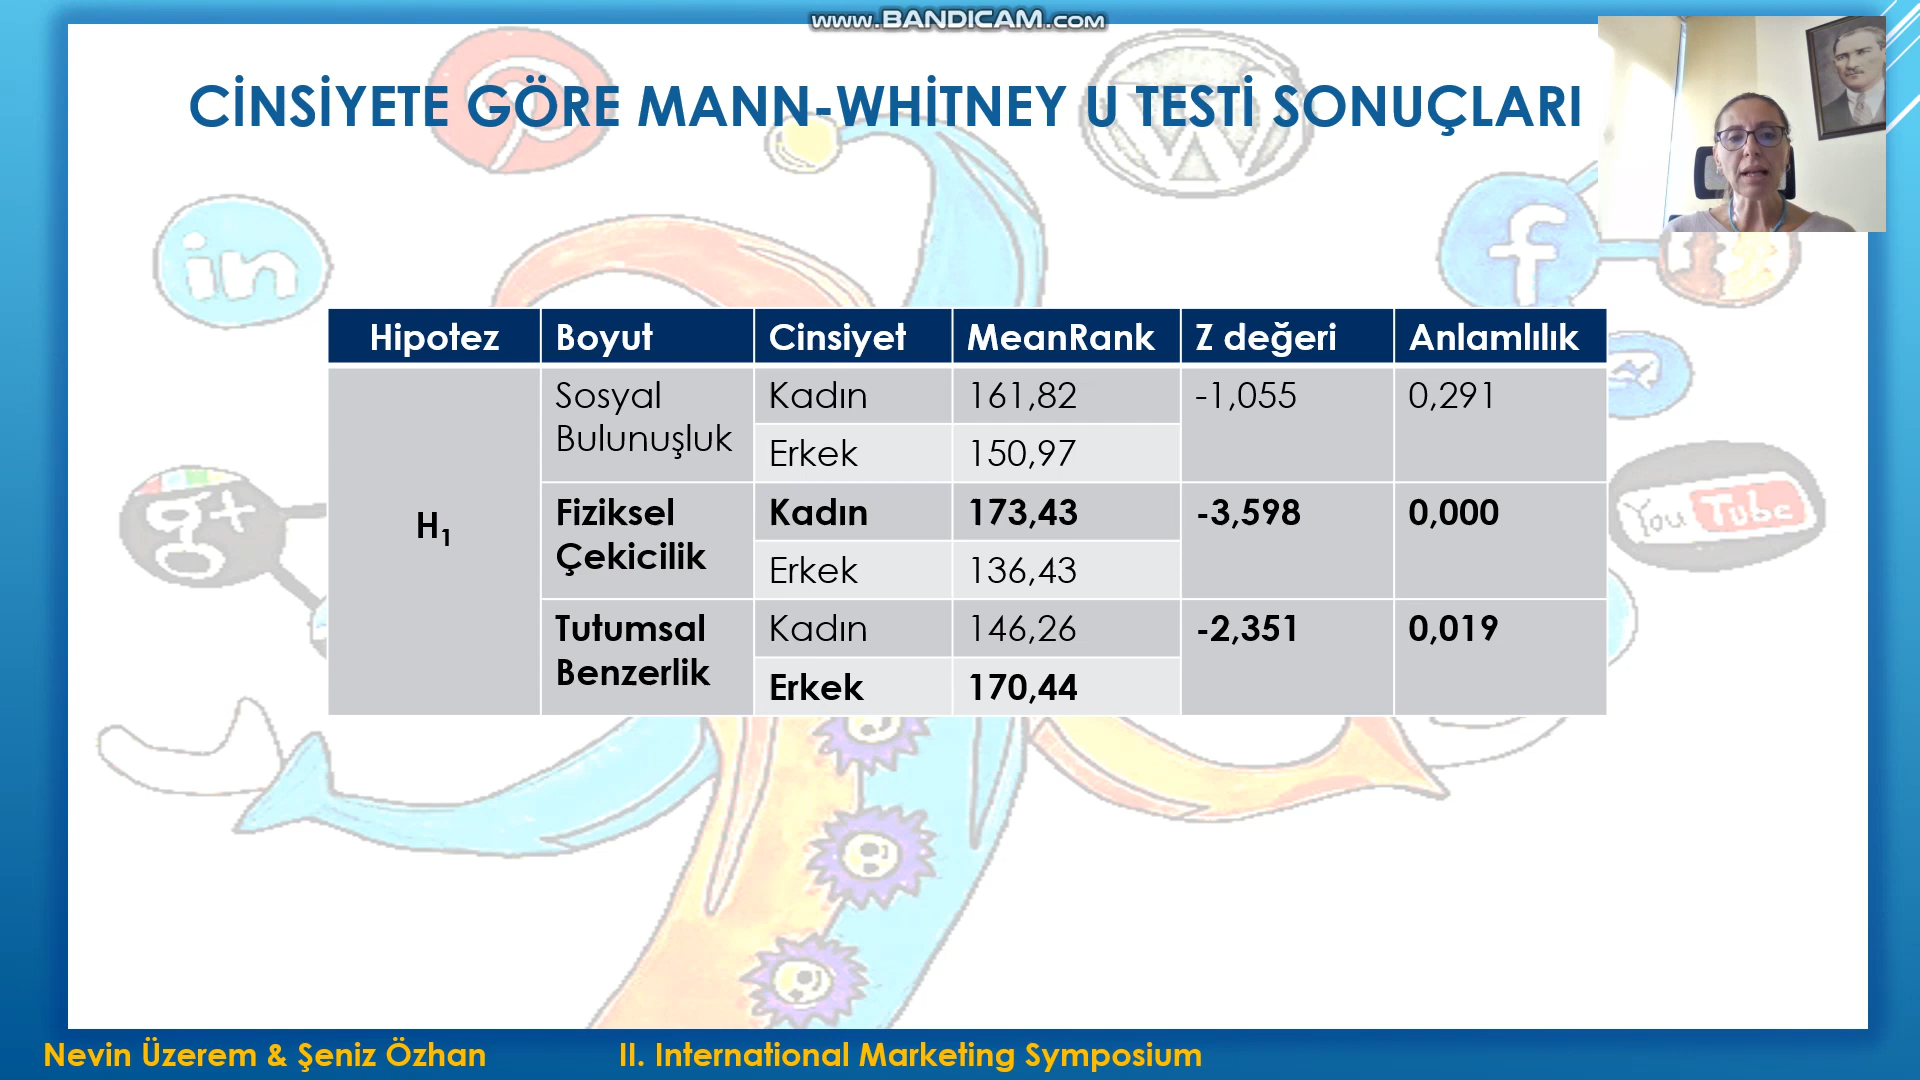 www.BANDICAM.com
CİNSİYETE GÖRE MANN-WHİTNEY U TESTİ SONUÇLARI
in
f
g+
You Tube
Hipotez Boyut Cinsiyet MeanRank Z değeri Anlamlılık
H1
Sosyal Bulunuşluk Kadın 161,82 -1,055 0,291
Erkek 150,97
Fiziksel Çekicilik Kadın 173,43 -3,598 0,000
Erkek 136,43
Tutumsal Benzerlik Kadın 146,26 -2,351 0,019
Erkek 170,44
Nevin Üzerem & Şeniz Özhan
II. International Marketing Symposium